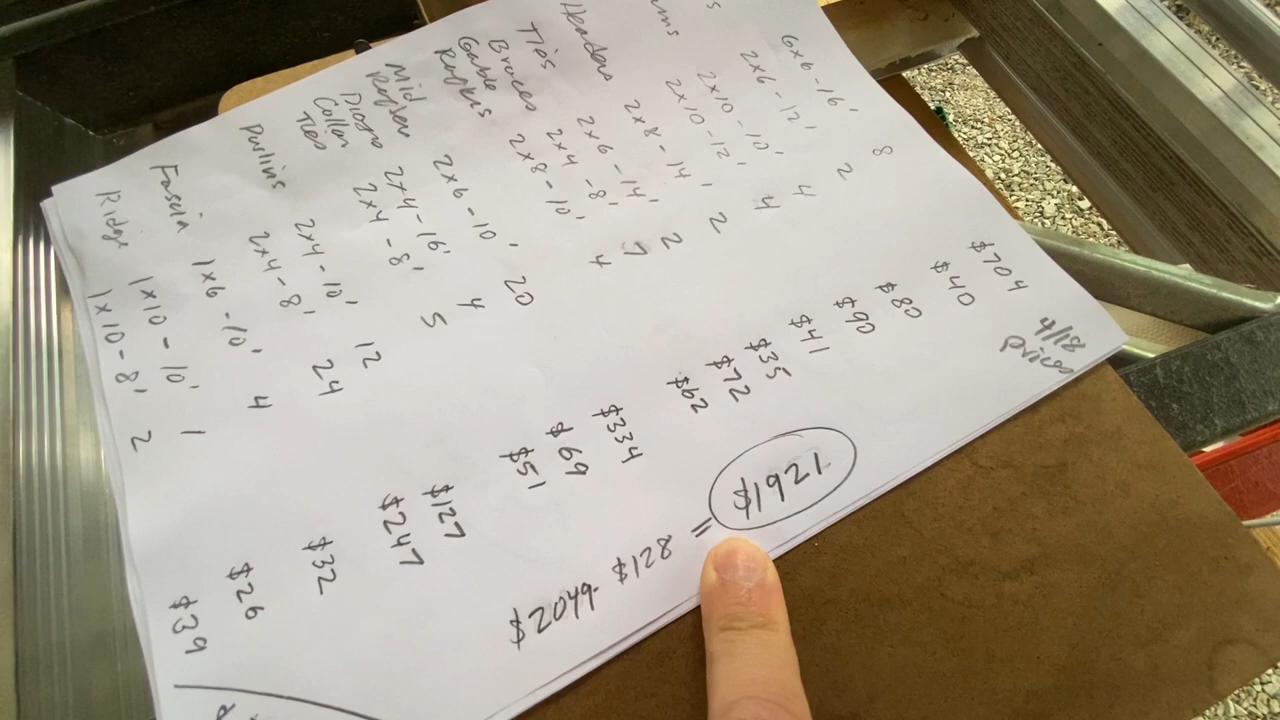 4/18
Prices
6x6-16' 8 $704
2x6-12' 2 $40
2x10-10' 4 $80
2x10-12' 4 $90
Headers 2x8-14' 2 $41
Ties 2x6-14' 2 $35
Braces 2x4-8' 7 $72
Gable
Rafters 2x8-10' 4 $62
Mid
Rafters 2x6-10' 20 $334
2x4-16' 4 $69
Collar
Ties 2x4-8' 5 $51
Purlins 2x4-10' 12 $127
2x4-8' 24 $247
Fascia 1x6-10' 4 $32
Ridge 1x10-10' 1 $26
1x10-8' 2 $39
$2049-$128 = $1921